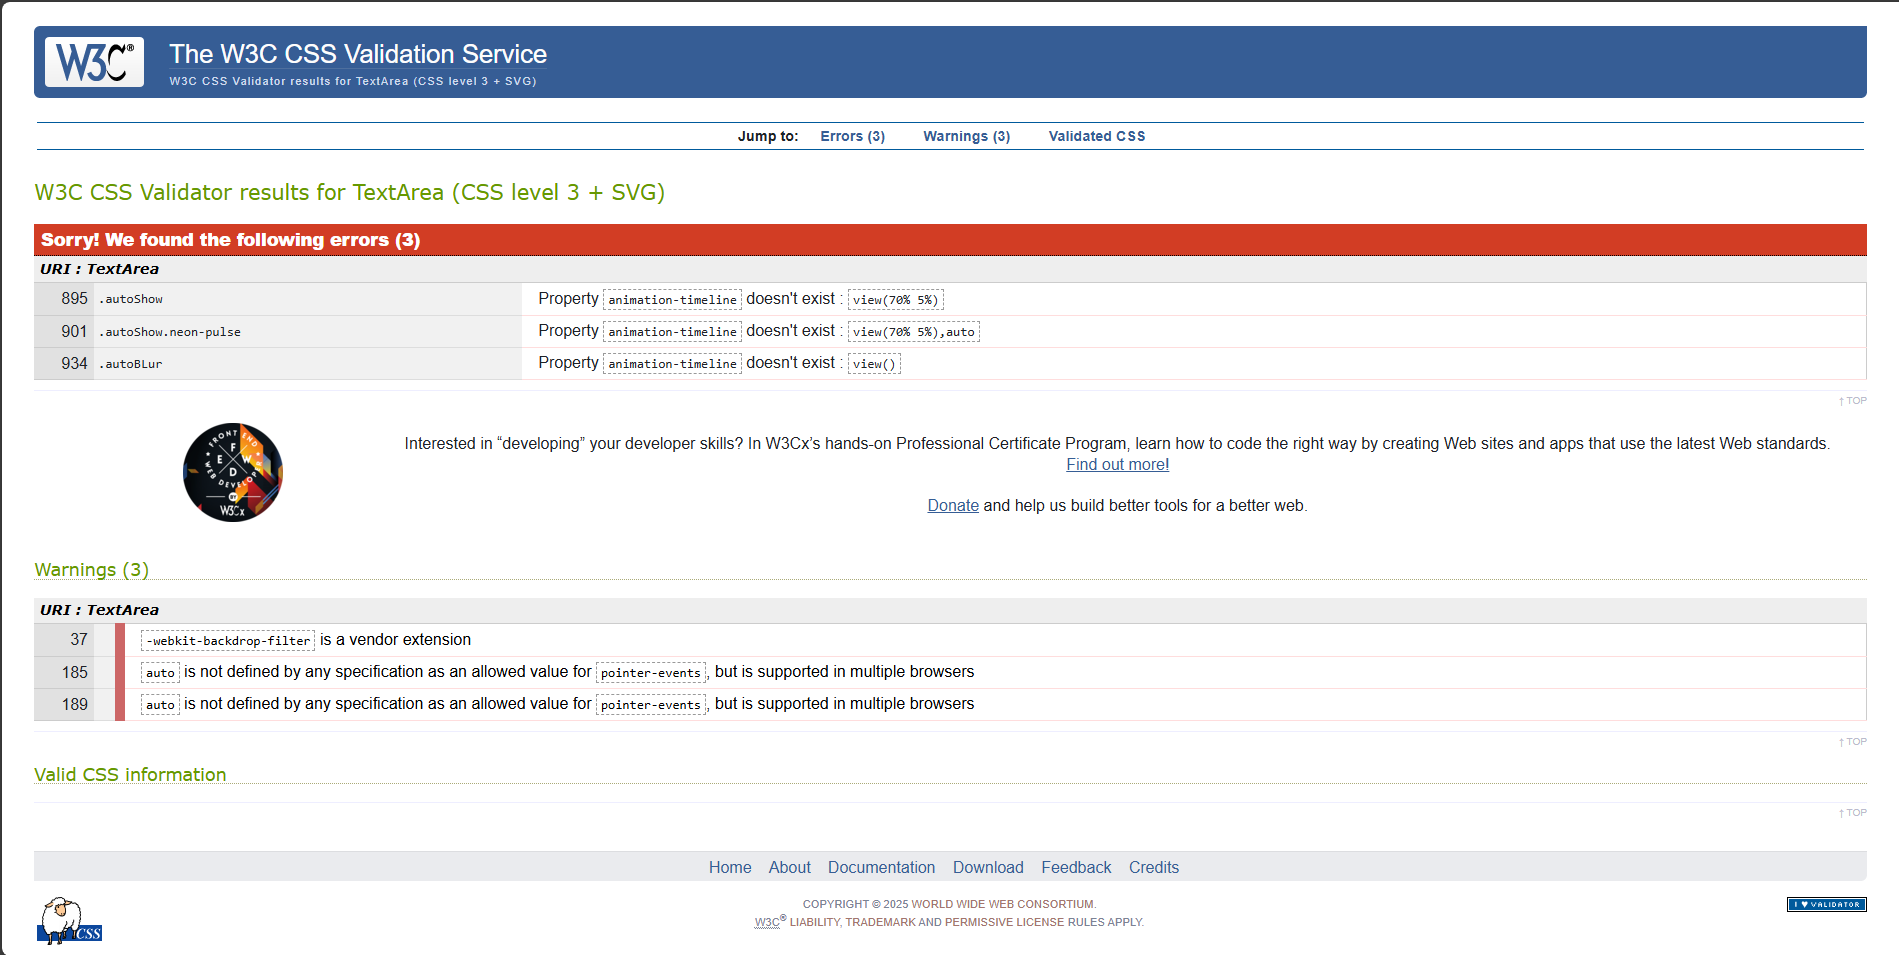 W3C®
The W3C CSS Validation Service
W3C CSS Validator results for TextArea (CSS level 3 + SVG)
Jump to: Errors (3) Warnings (3) Validated CSS
W3C CSS Validator results for TextArea (CSS level 3 + SVG)
Sorry! We found the following errors (3)
URI : TextArea
895 .autoShow Property animation-timeline doesn't exist : view(70% 5%)
901 .autoShow.neon-pulse Property animation-timeline doesn't exist : view(70% 5%),auto
934 .autoBLur Property animation-timeline doesn't exist : view()
↑ TOP
FRONT END
WEB DEVELOPER
F
E W
D
BY
W3Cx
Interested in “developing” your developer skills? In W3Cx’s hands-on Professional Certificate Program, learn how to code the right way by creating Web sites and apps that use the latest Web standards.
Find out more!
Donate and help us build better tools for a better web.
Warnings (3)
URI : TextArea
37 -webkit-backdrop-filter is a vendor extension
185 auto is not defined by any specification as an allowed value for pointer-events, but is supported in multiple browsers
189 auto is not defined by any specification as an allowed value for pointer-events, but is supported in multiple browsers
↑ TOP
Valid CSS information
↑ TOP
Home About Documentation Download Feedback Credits
CSS
COPYRIGHT © 2025 WORLD WIDE WEB CONSORTIUM.
W3C® LIABILITY, TRADEMARK AND PERMISSIVE LICENSE RULES APPLY.
I ♥ VALIDATOR